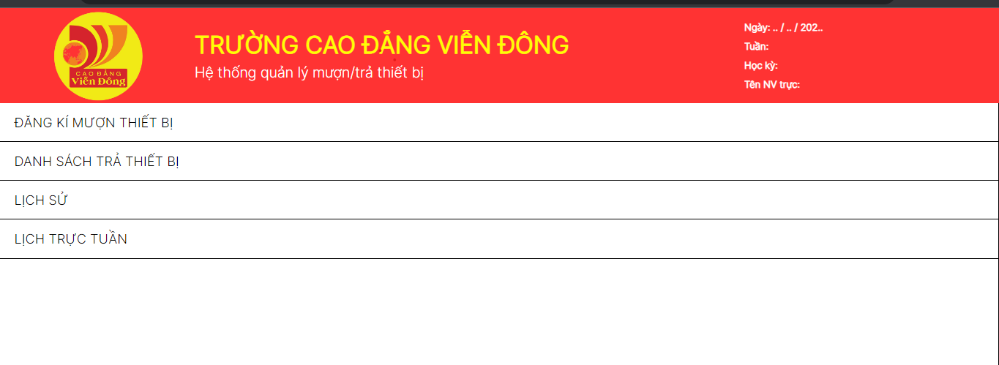 CAO ĐẲNG
Viễn Đông
TRƯỜNG CAO ĐẲNG VIỄN ĐÔNG
Hệ thống quản lý mượn/trả thiết bị
Ngày: .. / .. / 202..
Tuần:
Học kỳ:
Tên NV trực:
ĐĂNG KÍ MƯỢN THIẾT BỊ
DANH SÁCH TRẢ THIẾT BỊ
LỊCH SỬ
LỊCH TRỰC TUẦN